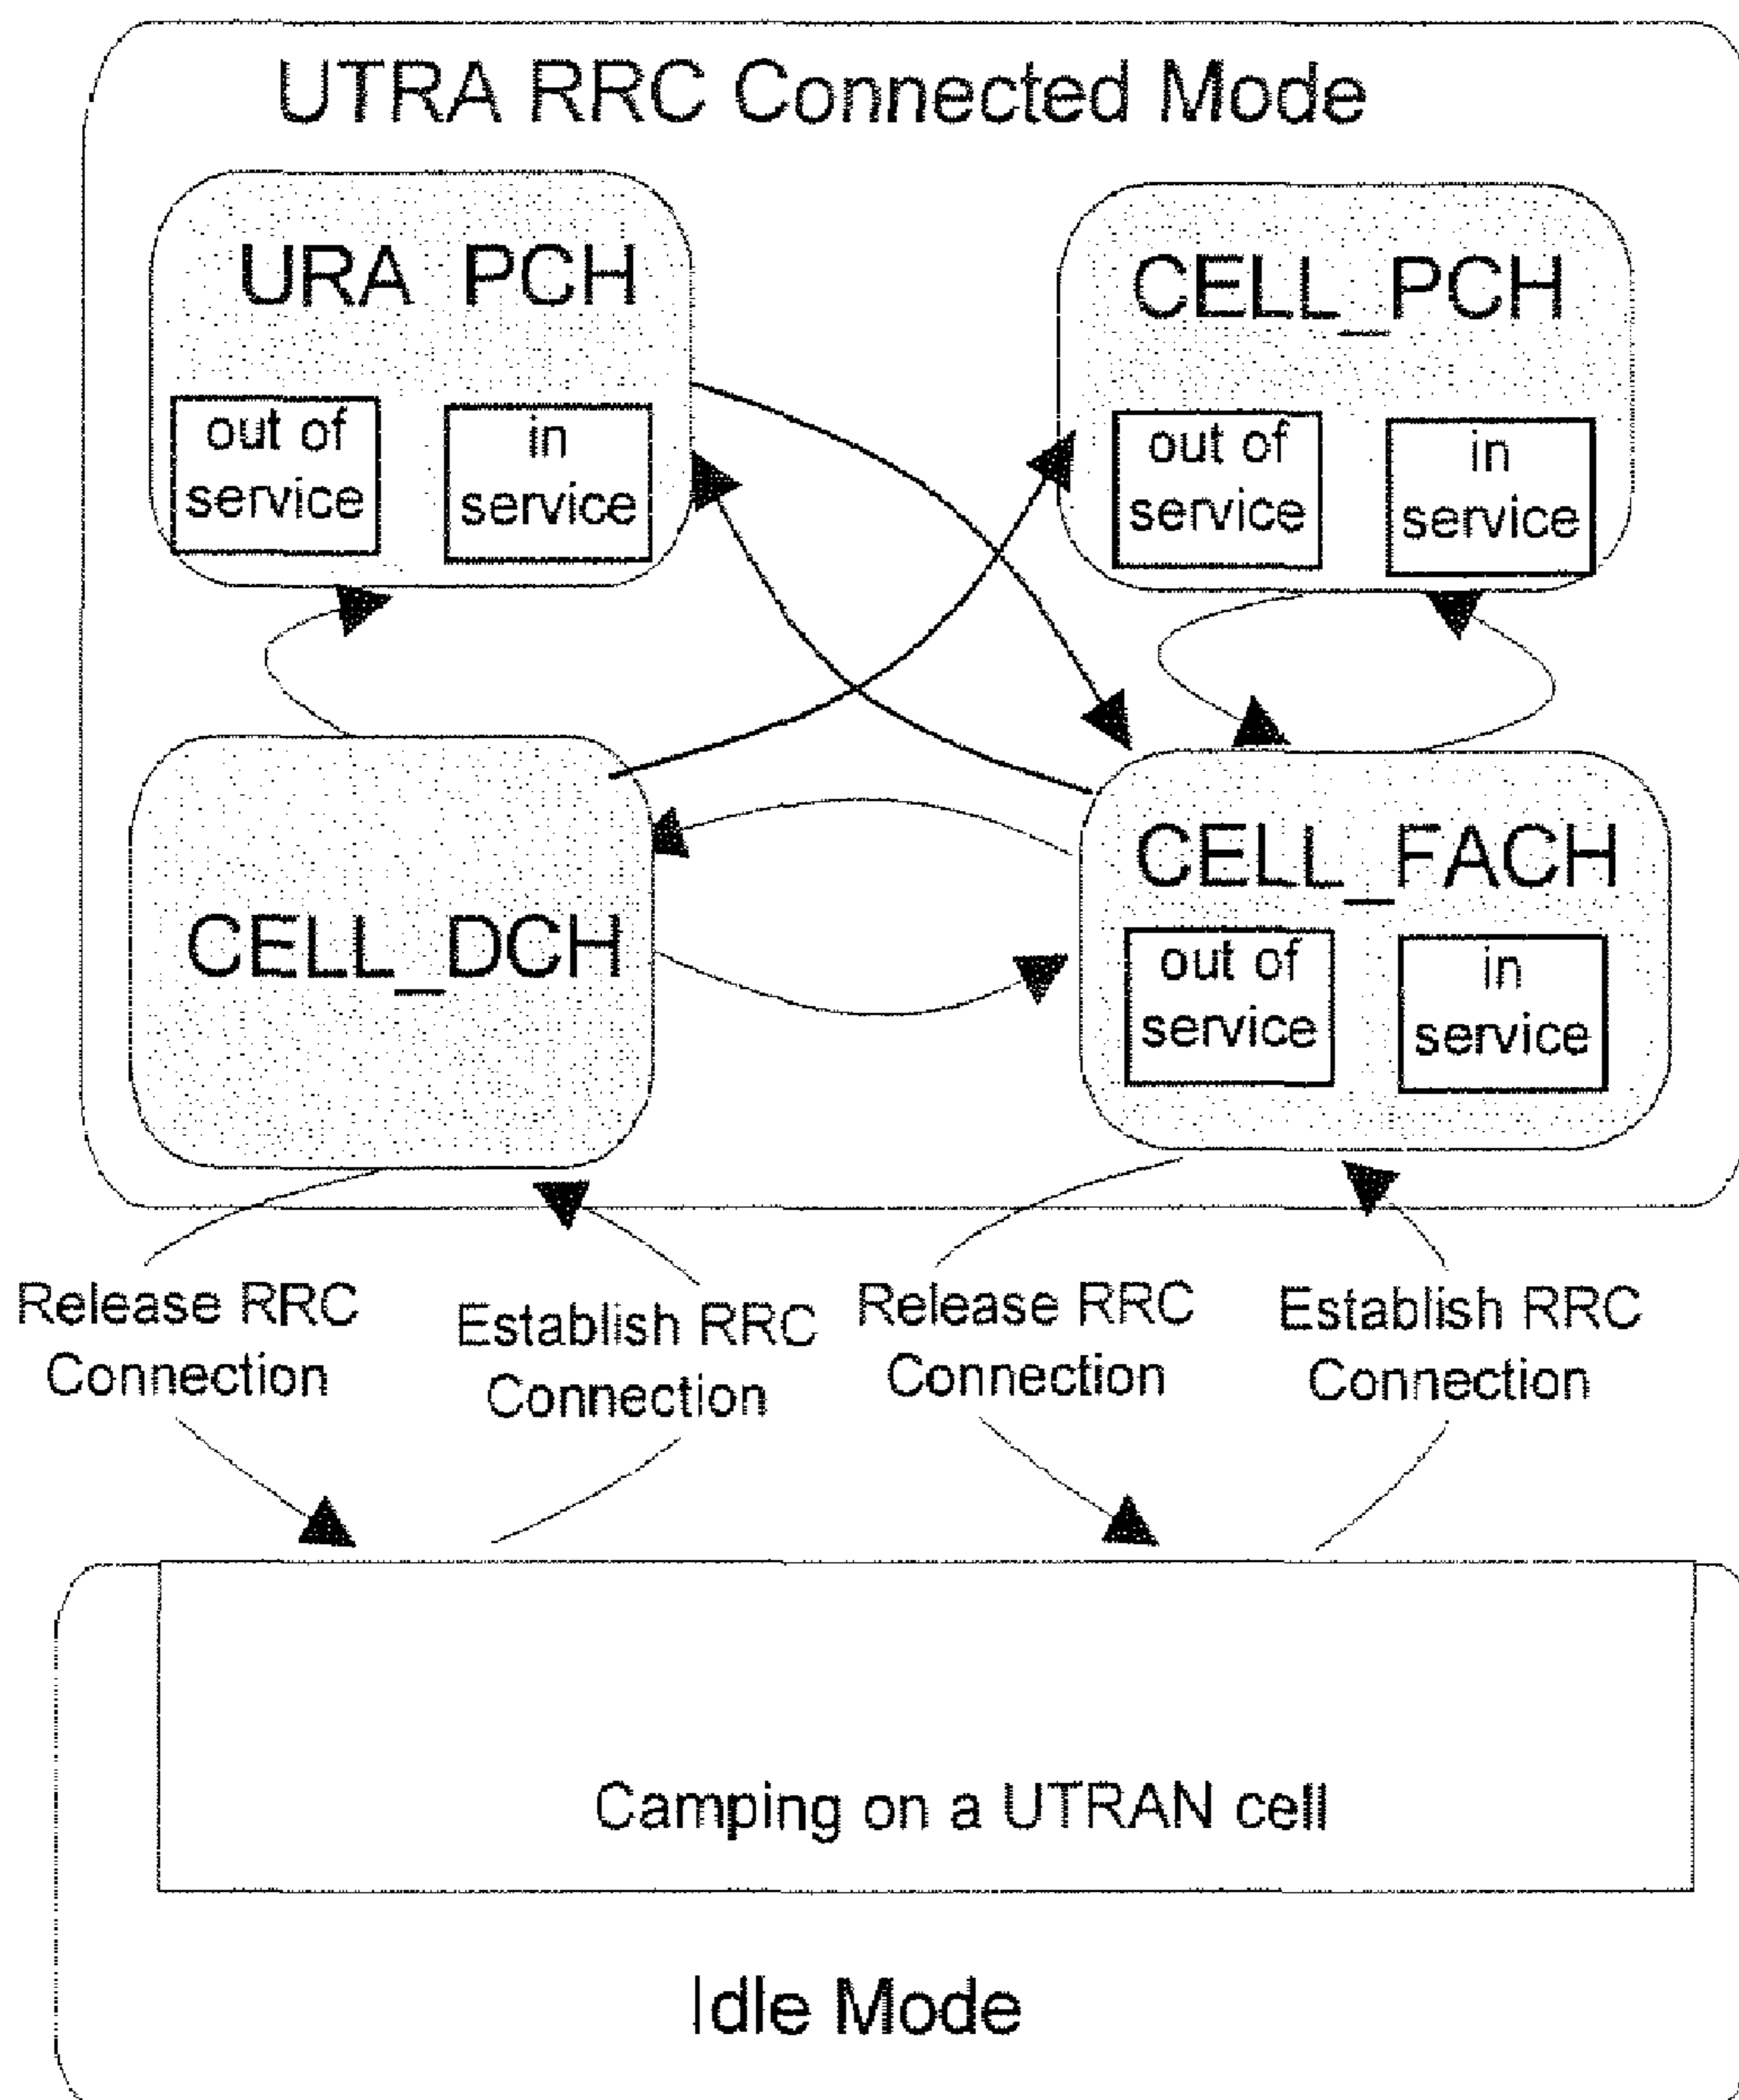 UTRA RRC Connected Mode
URA PCH
out of
service
in
service
CELL_PCH
out of
service
in
service
CELL_DCH
CELL_FACH
out of
service
in
service
Release RRC
Connection
Establish RRC
Connection
Release RRC
Connection
Establish RRC
Connection
Camping on a UTRAN cell
Idle Mode